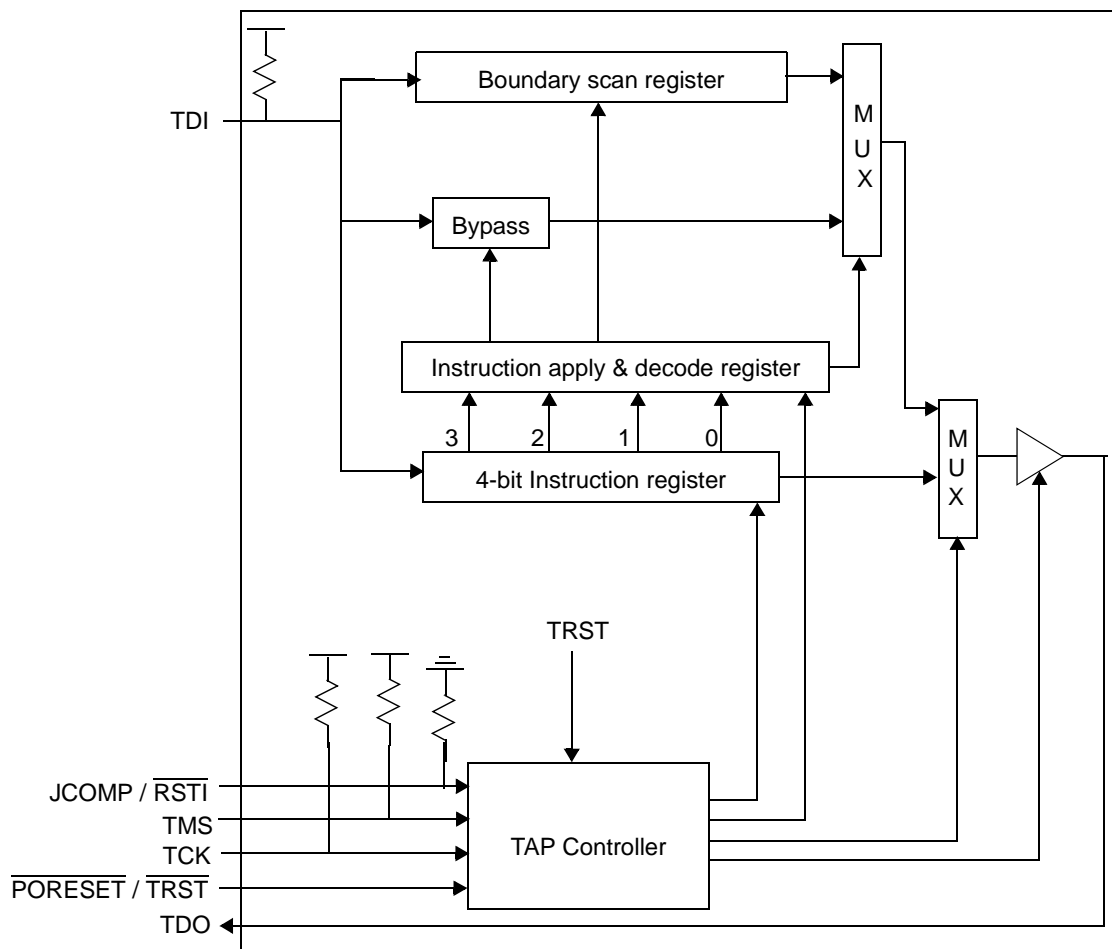 Boundary scan register
M
U
X
TDI
Bypass
Instruction apply & decode register
3 2 1 0
4-bit Instruction register
M
U
X
TRST
JCOMP / RSTI
TMS
TCK
TAP Controller
PORESET / TRST
TDO